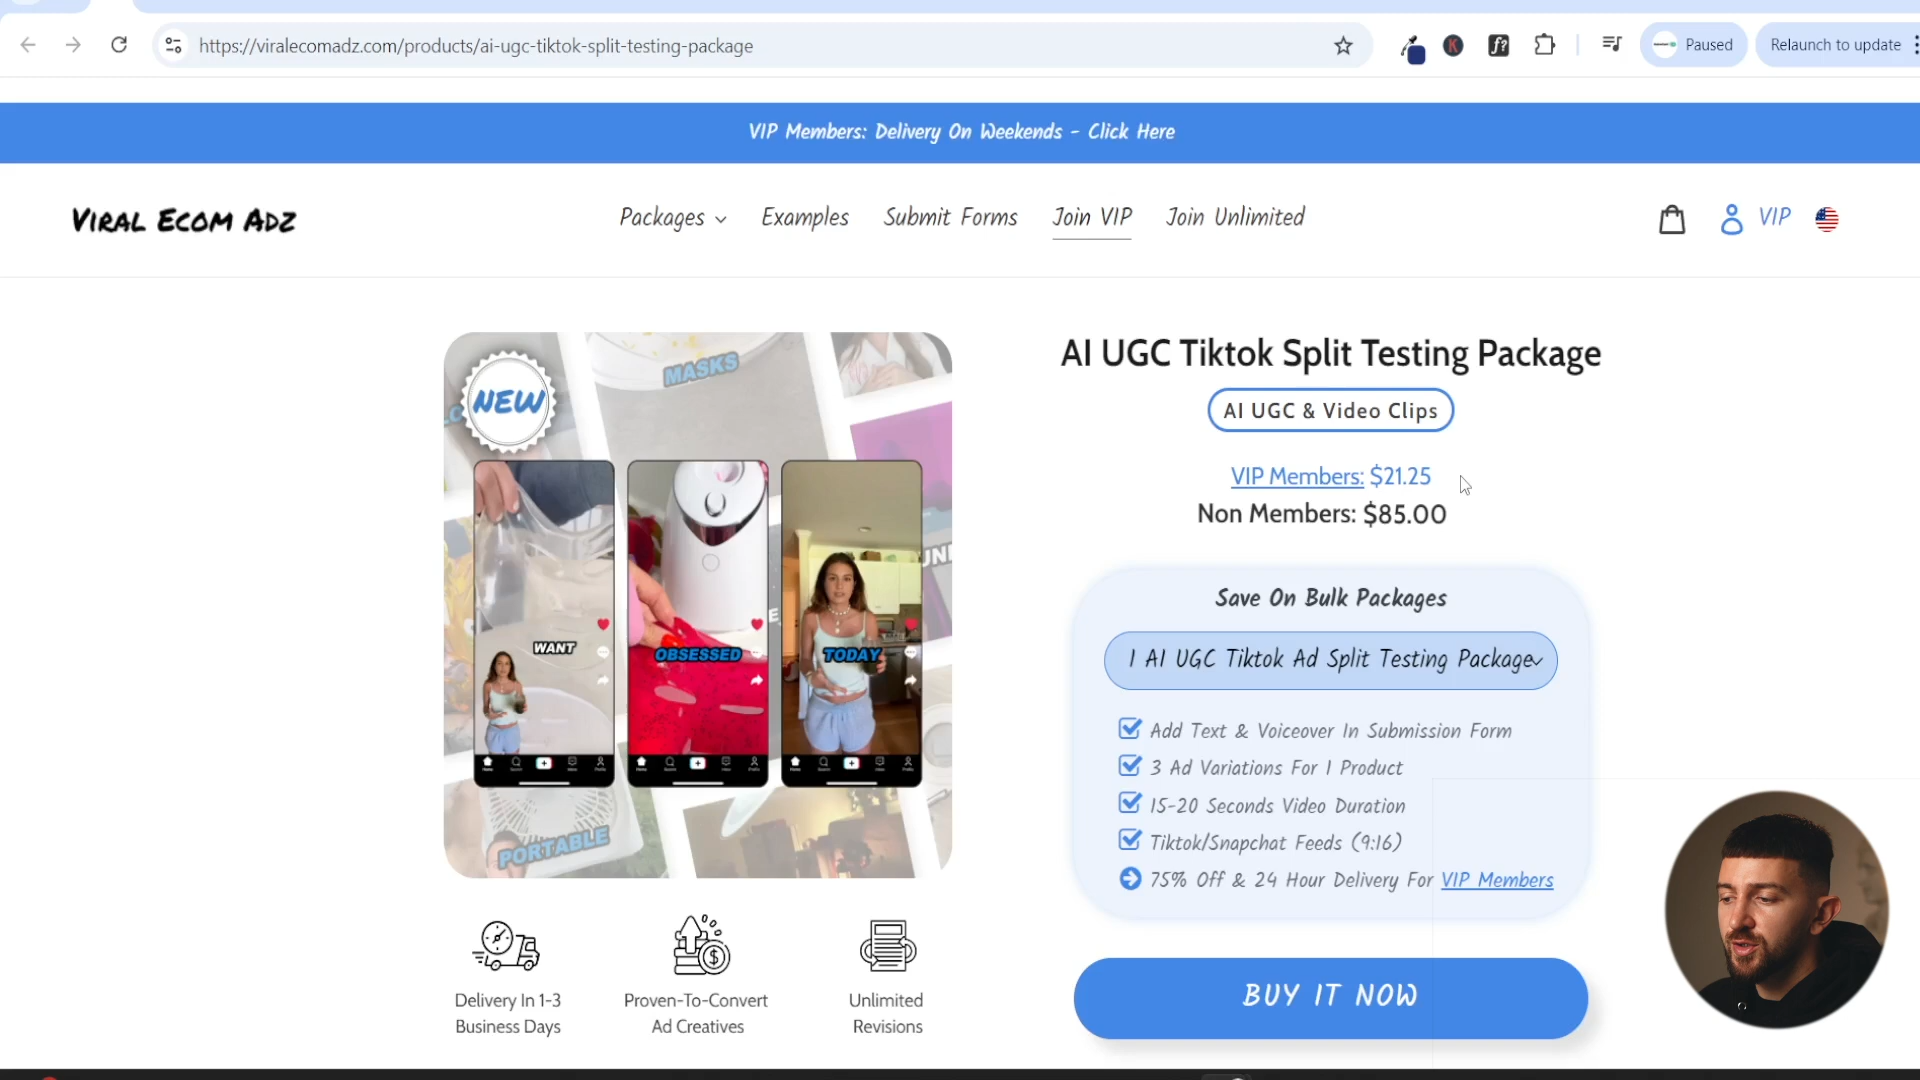 https://viralecomadz.com/products/ai-ugc-tiktok-split-testing-package
Paused
Relaunch to update
VIP Members: Delivery On Weekends - Click Here
VIRAL ECOM ADZ
Packages
Examples
Submit Forms
Join VIP
Join Unlimited
VIP
NEW
MASKS
WANT
OBSESSED
TODAY
PORTABLE
AI UGC Tiktok Split Testing Package
AI UGC & Video Clips
VIP Members: $21.25
Non Members: $85.00
Save On Bulk Packages
1 AI UGC Tiktok Ad Split Testing Package
Add Text & Voiceover In Submission Form
3 Ad Variations For 1 Product
15-20 Seconds Video Duration
Tiktok/Snapchat Feeds (9:16)
75% Off & 24 Hour Delivery For VIP Members
BUY IT NOW
Delivery In 1-3
Business Days
Proven-To-Convert
Ad Creatives
Unlimited
Revisions